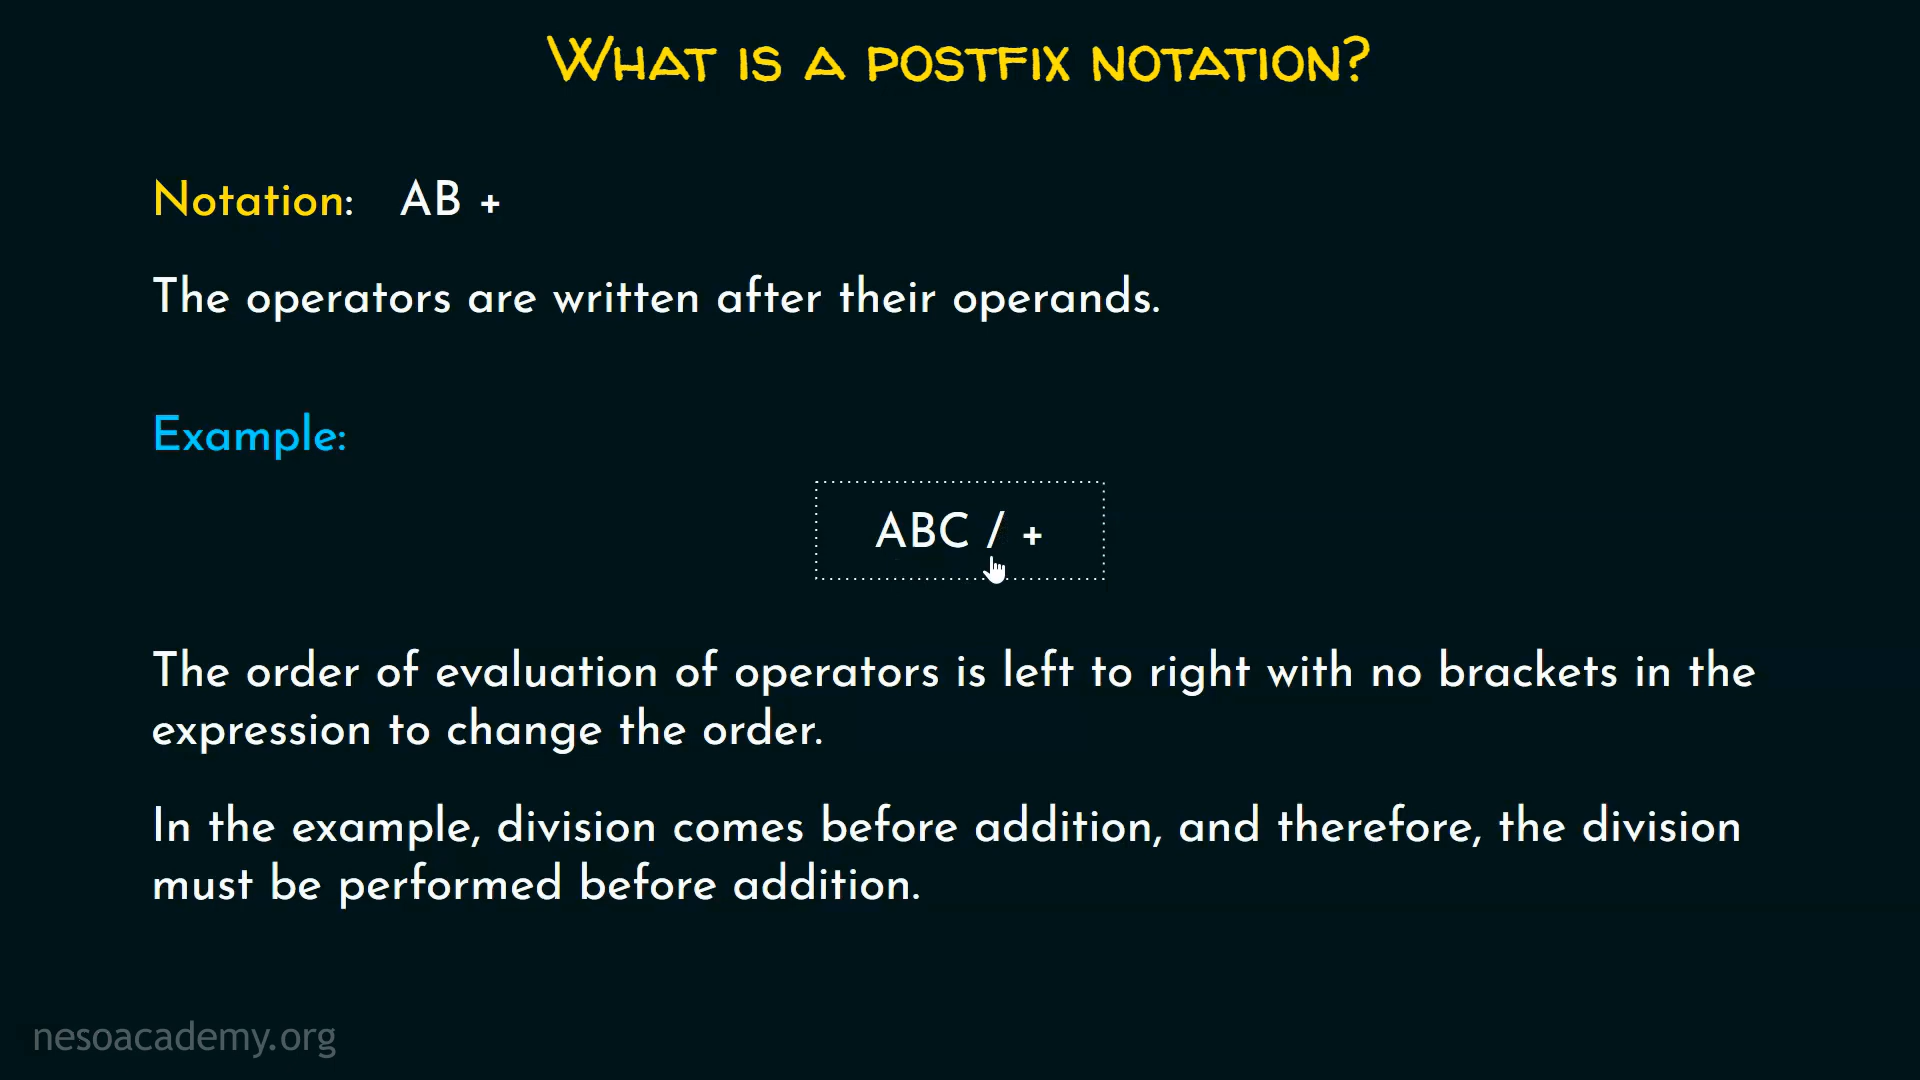 What is a postfix notation?
Notation: AB +
The operators are written after their operands.
Example:
ABC / +
The order of evaluation of operators is left to right with no brackets in the
expression to change the order.
In the example, division comes before addition, and therefore, the division
must be performed before addition.
nesoacademy.org